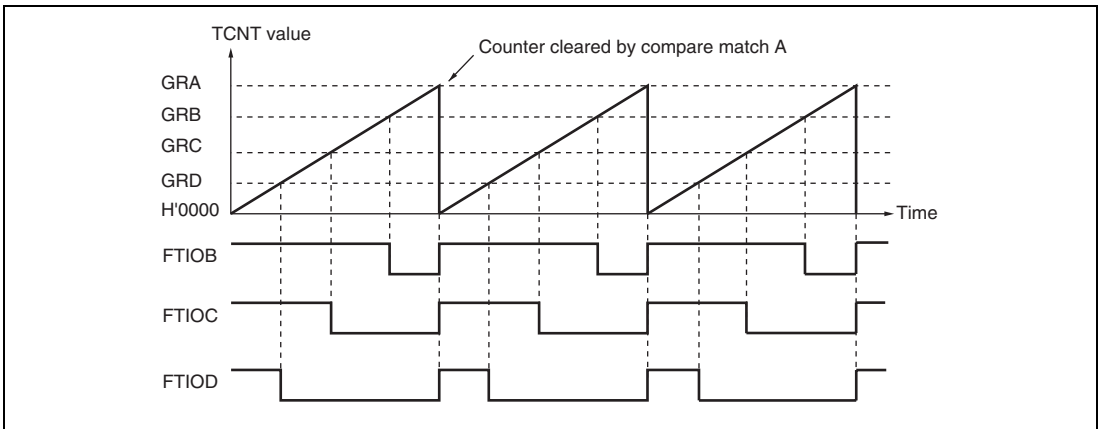 TCNT value
Counter cleared by compare match A
GRA
GRB
GRC
GRD
H'0000
Time
FTIOB
FTIOC
FTIOD